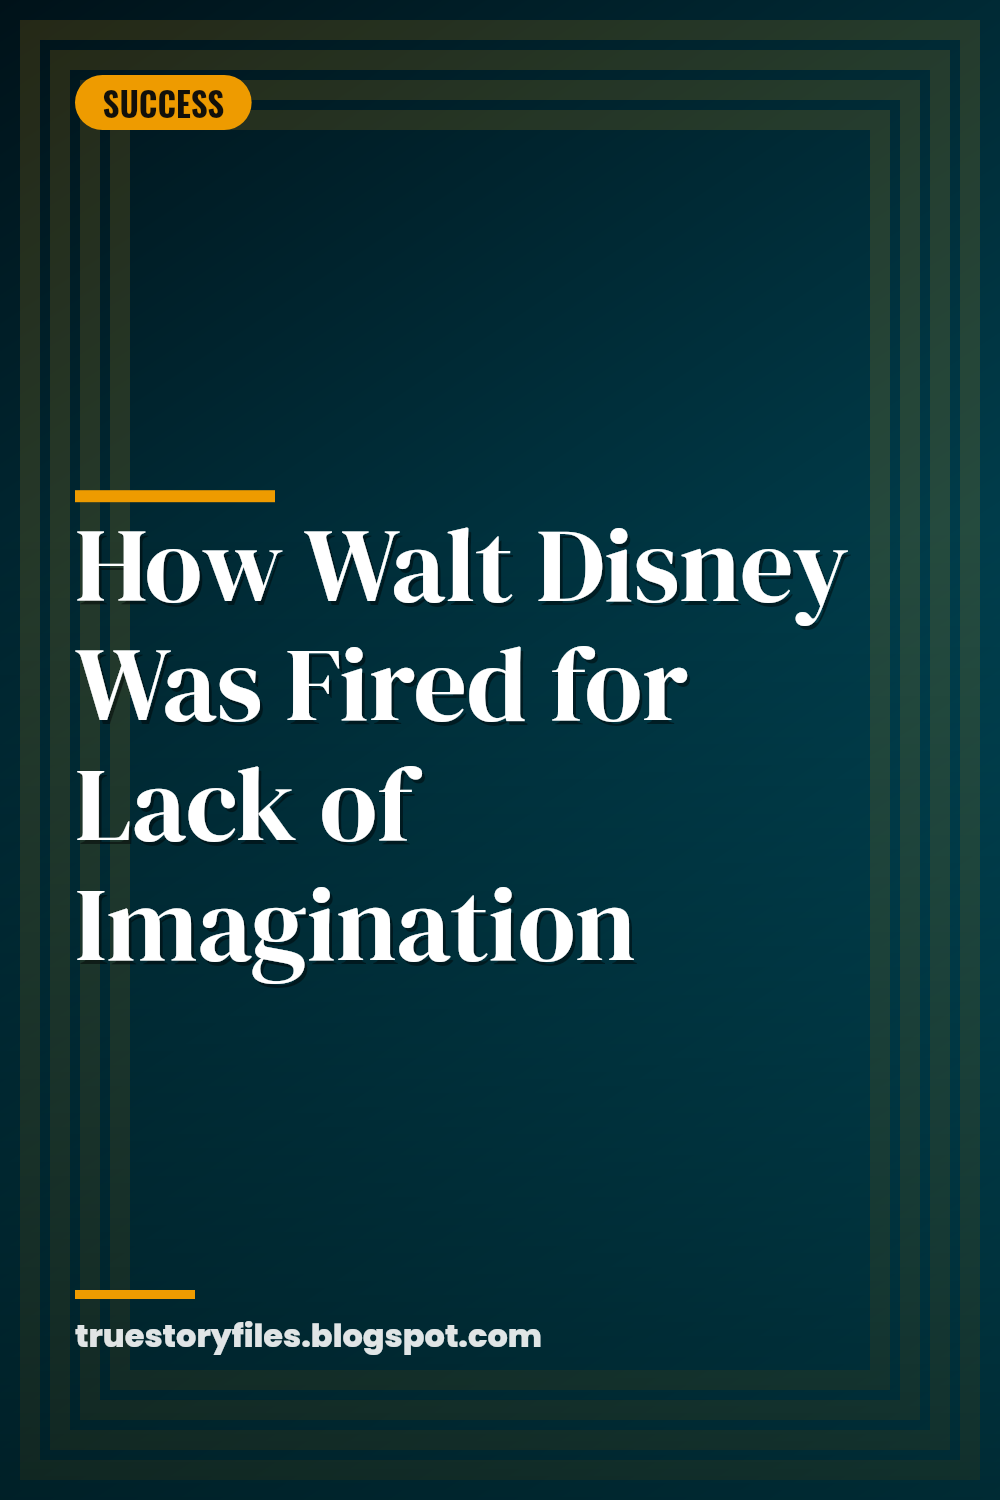 SUCCESS
How Walt Disney
Was Fired for
Lack of
Imagination
truestoryfiles.blogspot.com